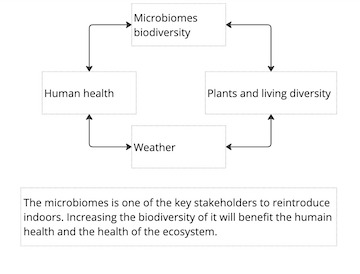 Microbiomes
biodiversity
Human health
Plants and living diversity
Weather
The microbiomes is one of the key stakeholders to reintroduce
indoors. Increasing the biodiversity of it will benefit the humain
health and the health of the ecosystem.